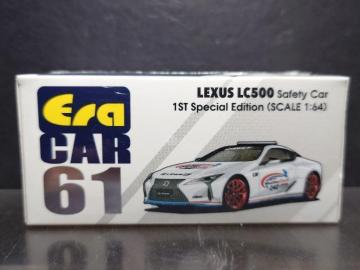 LEXUS LC500 Safety Car
1ST Special Edition (SCALE 1:64)
Era
CAR
61